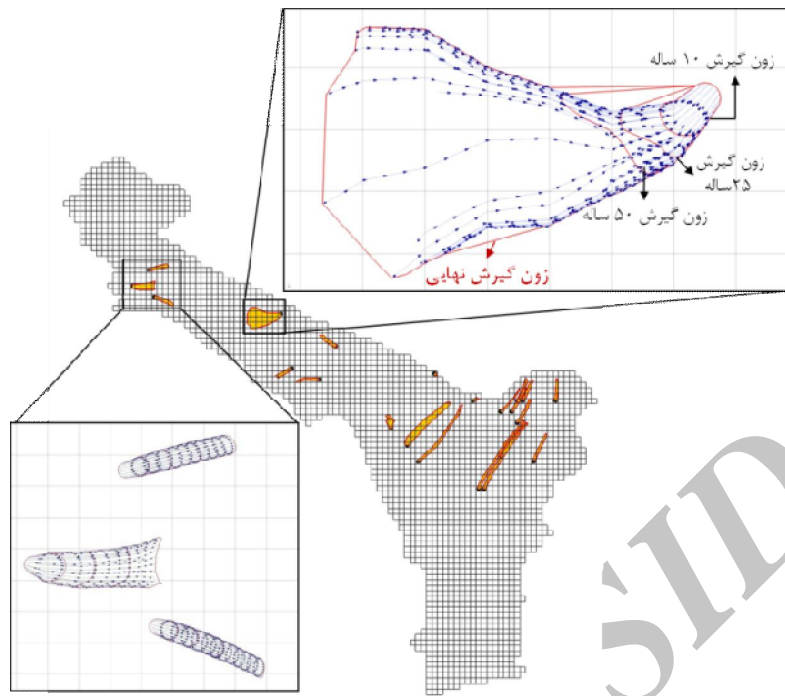 زون گیرش ۱۰ ساله
زون گیرش
۲۵ساله
زون گیرش ۵۰ ساله
زون گیرش نهایی
SID